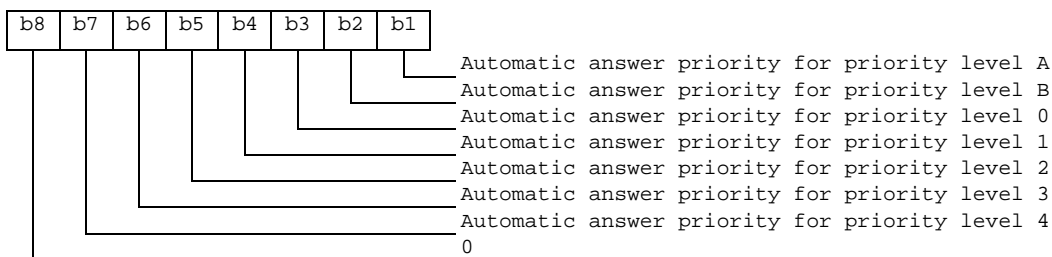 b8 b7 b6 b5 b4 b3 b2 b1
Automatic answer priority for priority level A
Automatic answer priority for priority level B
Automatic answer priority for priority level 0
Automatic answer priority for priority level 1
Automatic answer priority for priority level 2
Automatic answer priority for priority level 3
Automatic answer priority for priority level 4
0